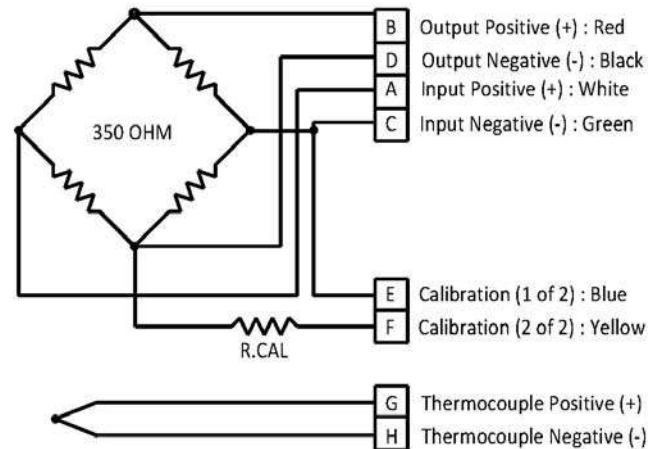 B Output Positive (+) : Red
D Output Negative (-) : Black
A Input Positive (+) : White
C Input Negative (-) : Green
350 OHM
E Calibration (1 of 2) : Blue
F Calibration (2 of 2) : Yellow
R.CAL
G Thermocouple Positive (+)
H Thermocouple Negative (-)